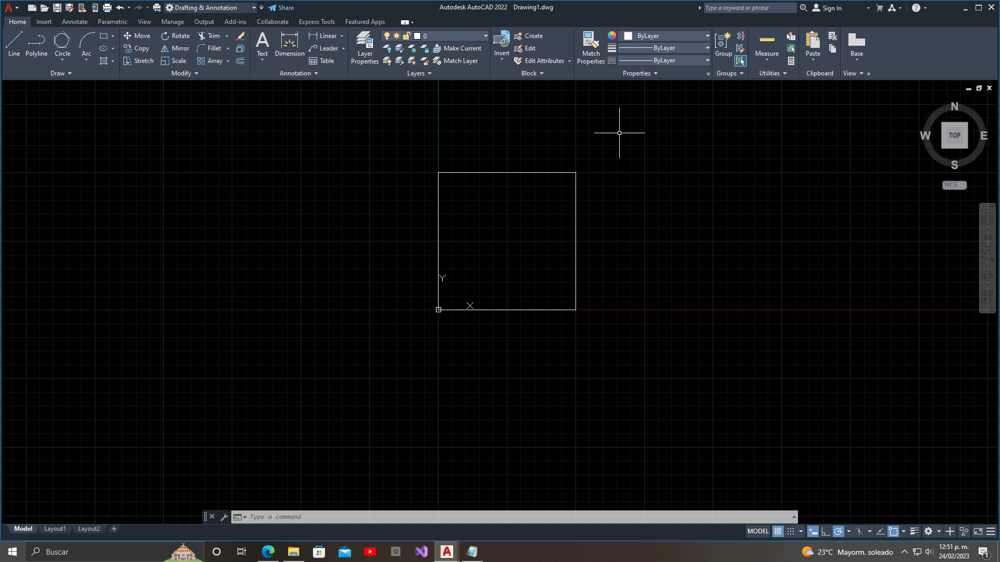 Drafting & Annotation
Share
Autodesk AutoCAD 2022 Drawing1.dwg
Type a keyword or phrase
Sign In
Home Insert Annotate Parametric View Manage Output Add-ins Collaborate Express Tools Featured Apps
Line Polyline Circle Arc
Move Rotate Trim
Copy Mirror Fillet
Stretch Scale Array
Text Dimension
Linear
Leader
Table
Layer Properties
0
Make Current
Match Layer
Insert
Create
Edit
Edit Attributes
Match Properties
ByLayer
ByLayer
ByLayer
Group
Measure
Paste
Base
Draw Modify Annotation Layers Block Properties Groups Utilities Clipboard View
N
W TOP E
S
WCS
Y
X
Type a command
Model Layout1 Layout2 +
MODEL
Buscar
23°C Mayorm. soleado
12:51 p. m.
24/02/2023
1